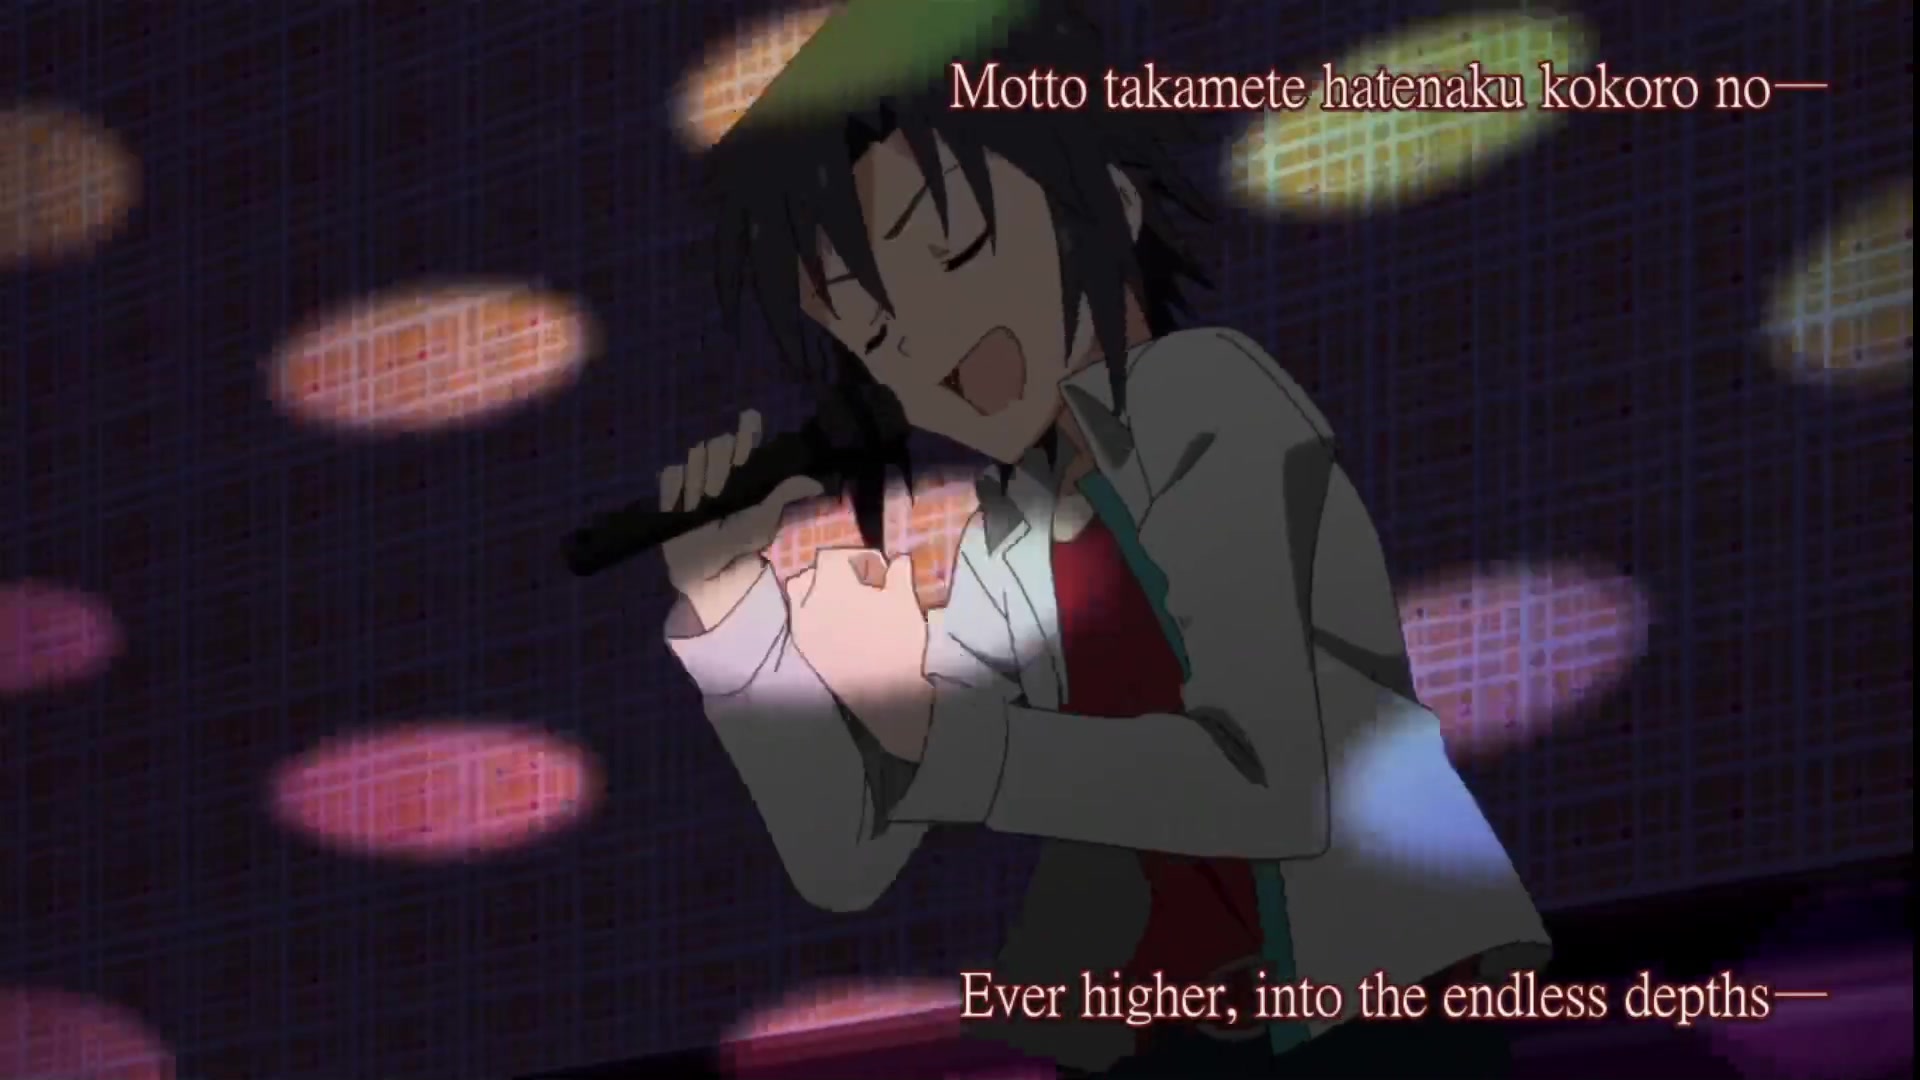 Motto takamete hatenaku kokoro no—
Ever higher, into the endless depths—